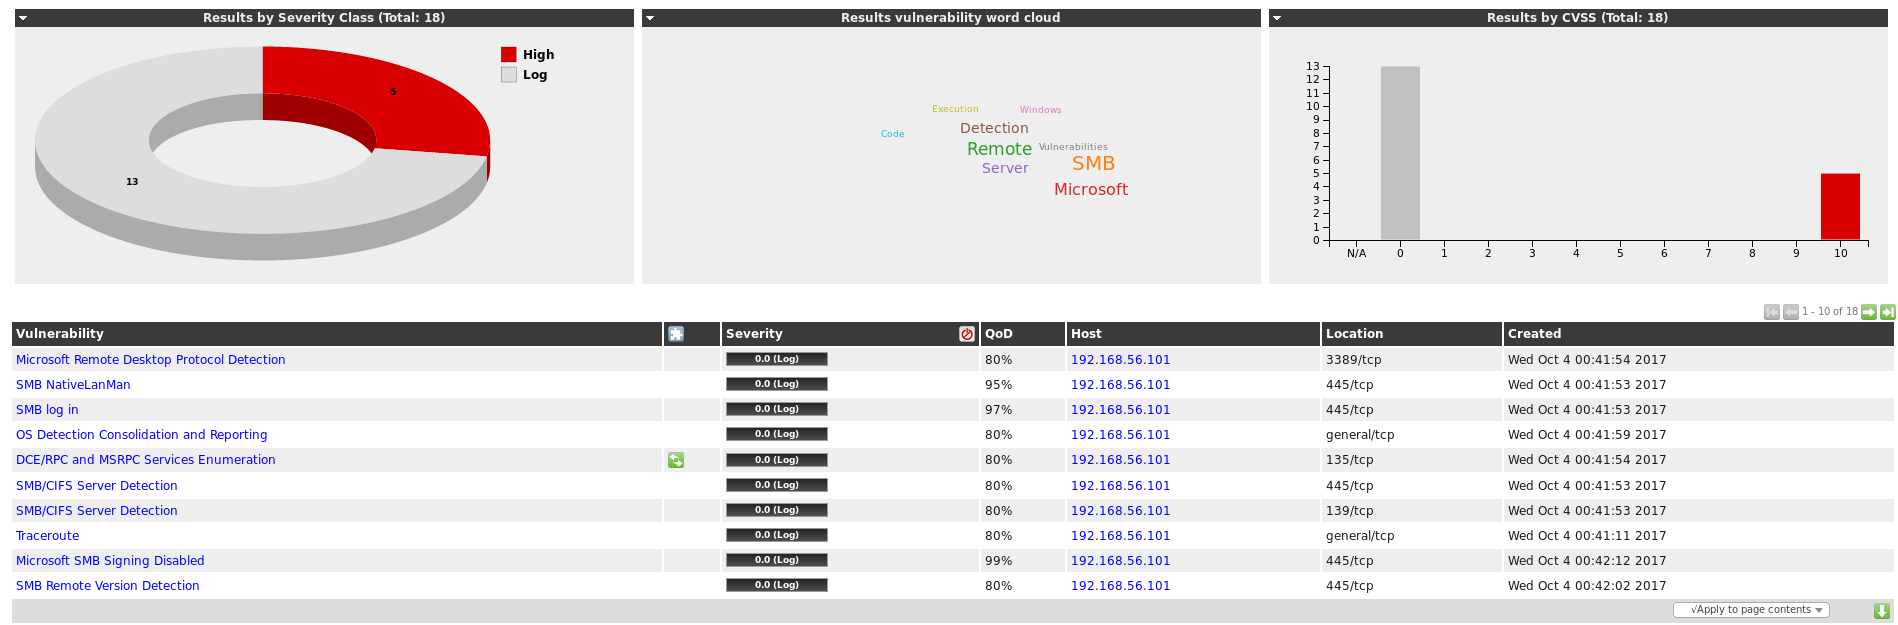 Results by Severity Class (Total: 18)
High
Log
5
13
Results vulnerability word cloud
Execution Windows
Code Detection
Remote Vulnerabilities
Server SMB
Microsoft
Results by CVSS (Total: 18)
13
12
11
10
9
8
7
6
5
4
3
2
1
0
N/A 0 1 2 3 4 5 6 7 8 9 10
1 - 10 of 18
Vulnerability Severity QoD Host Location Created
Microsoft Remote Desktop Protocol Detection 0.0 (Log) 80% 192.168.56.101 3389/tcp Wed Oct 4 00:41:54 2017
SMB NativeLanMan 0.0 (Log) 95% 192.168.56.101 445/tcp Wed Oct 4 00:41:53 2017
SMB log in 0.0 (Log) 97% 192.168.56.101 445/tcp Wed Oct 4 00:41:53 2017
OS Detection Consolidation and Reporting 0.0 (Log) 80% 192.168.56.101 general/tcp Wed Oct 4 00:41:59 2017
DCE/RPC and MSRPC Services Enumeration 0.0 (Log) 80% 192.168.56.101 135/tcp Wed Oct 4 00:41:54 2017
SMB/CIFS Server Detection 0.0 (Log) 80% 192.168.56.101 445/tcp Wed Oct 4 00:41:53 2017
SMB/CIFS Server Detection 0.0 (Log) 80% 192.168.56.101 139/tcp Wed Oct 4 00:41:53 2017
Traceroute 0.0 (Log) 80% 192.168.56.101 general/tcp Wed Oct 4 00:41:11 2017
Microsoft SMB Signing Disabled 0.0 (Log) 99% 192.168.56.101 445/tcp Wed Oct 4 00:42:12 2017
SMB Remote Version Detection 0.0 (Log) 80% 192.168.56.101 445/tcp Wed Oct 4 00:42:02 2017
√Apply to page contents